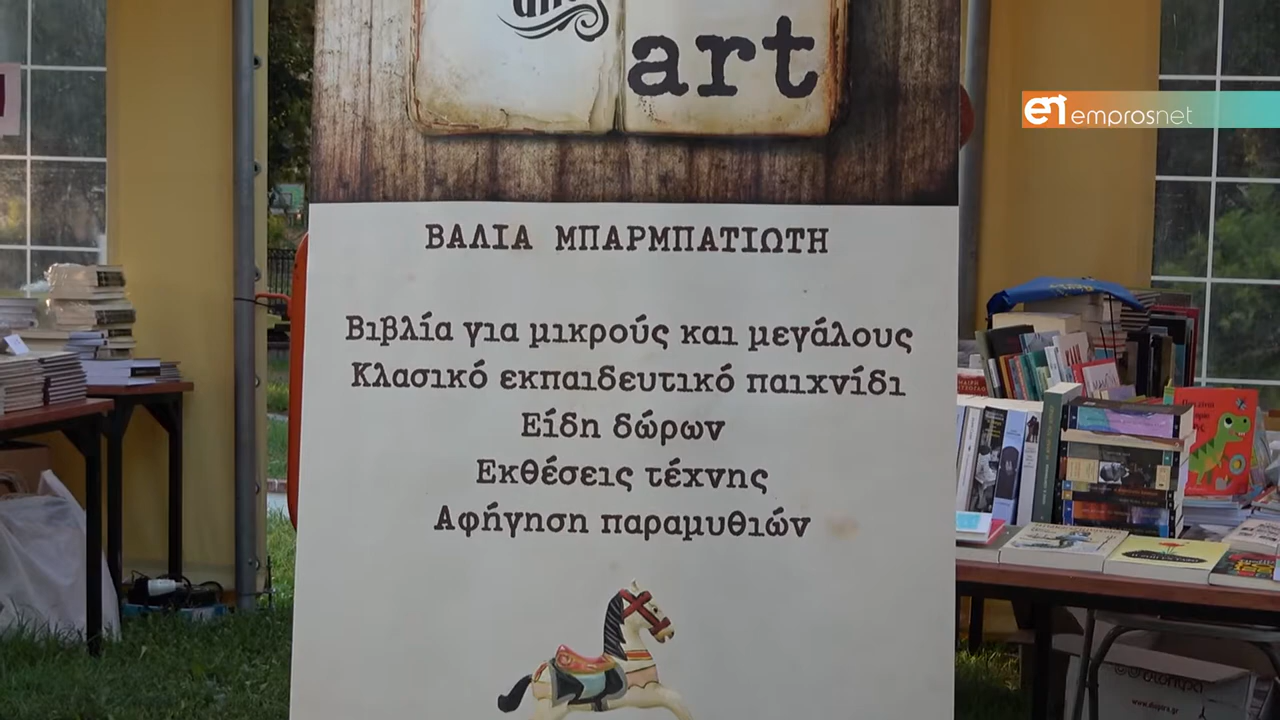 art
emprosnet
ΒΑΛΙΑ ΜΠΑΡΜΠΑΤΙΩΤΗ
Βιβλία για μικρούς και μεγάλους
Κλασικό εκπαιδευτικό παιχνίδι
Είδη δώρων
Εκθέσεις τέχνης
Αφήγηση παραμυθιών